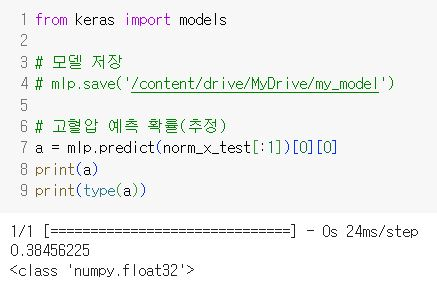 1 from keras import models
2
3 # 모델 저장
4 # mlp.save('/content/drive/MyDrive/my_model')
5
6 # 고혈압 예측 확률(추정)
7 a = mlp.predict(norm_x_test[:1])[0][0]
8 print(a)
9 print(type(a))
1/1 [==============================] - 0s 24ms/step
0.38456225
<class 'numpy.float32'>